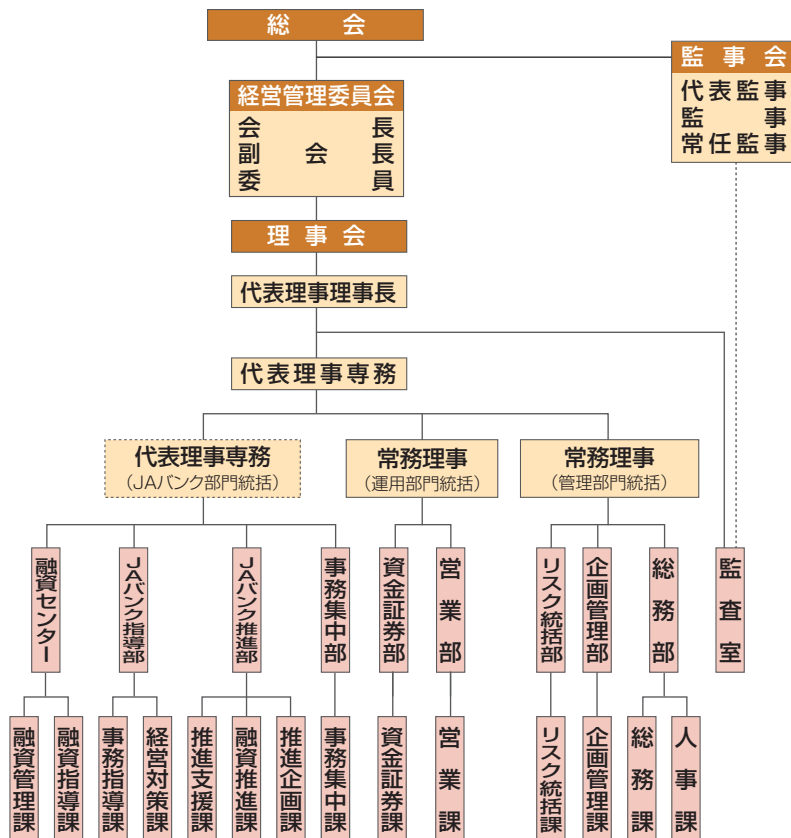 総会
監事会
代表監事
監事
常任監事
経営管理委員会
会長
副会長
委員
理事会
代表理事理事長
代表理事専務
代表理事専務
（JAバンク部門統括）
常務理事
（運用部門統括）
常務理事
（管理部門統括）
融資センター
JAバンク指導部
JAバンク推進部
事務集中部
資金証券部
営業部
リスク統括部
企画管理部
総務部
監査室
融資管理課
融資指導課
事務指導課
経営対策課
推進支援課
融資推進課
推進企画課
事務集中課
資金証券課
営業課
リスク統括課
企画管理課
総務課
人事課